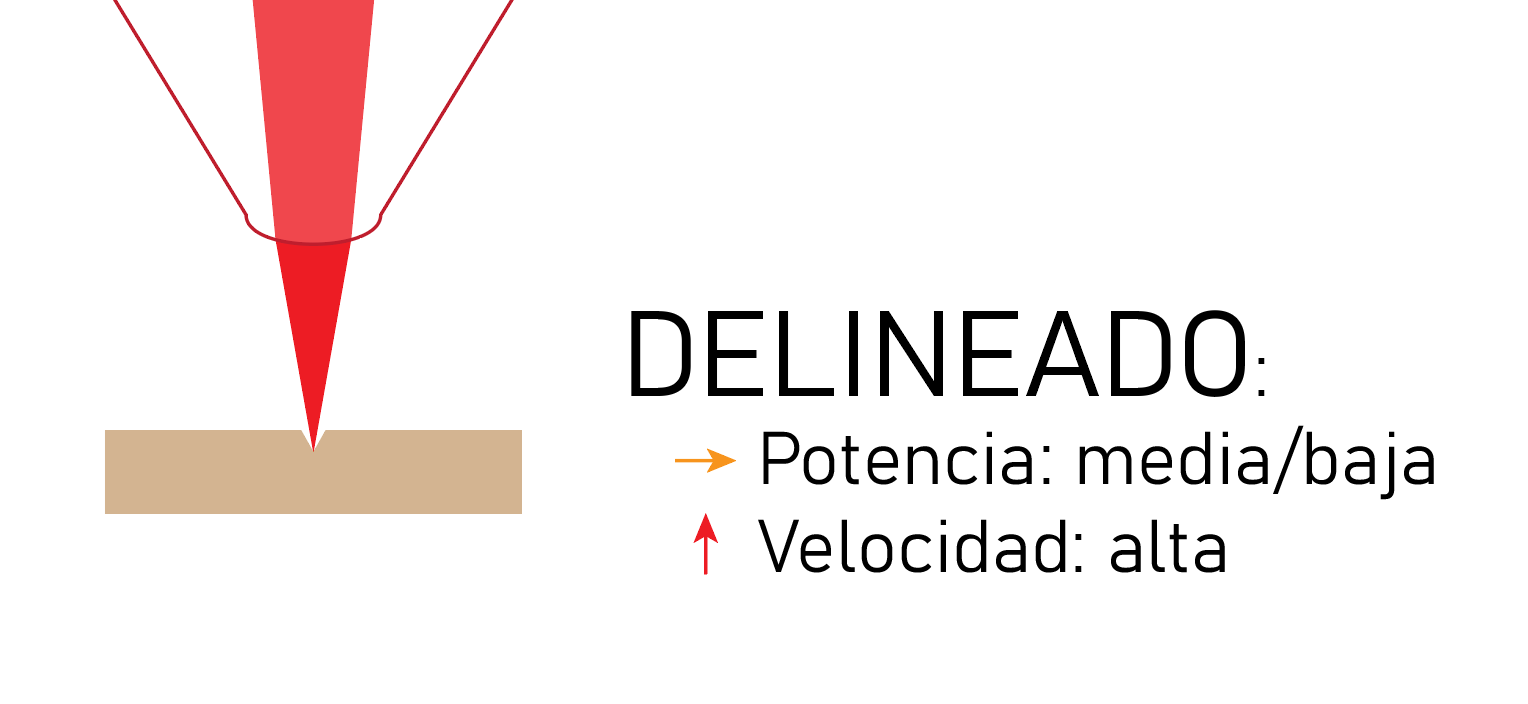 DELINEADO:
Potencia: media/baja
Velocidad: alta